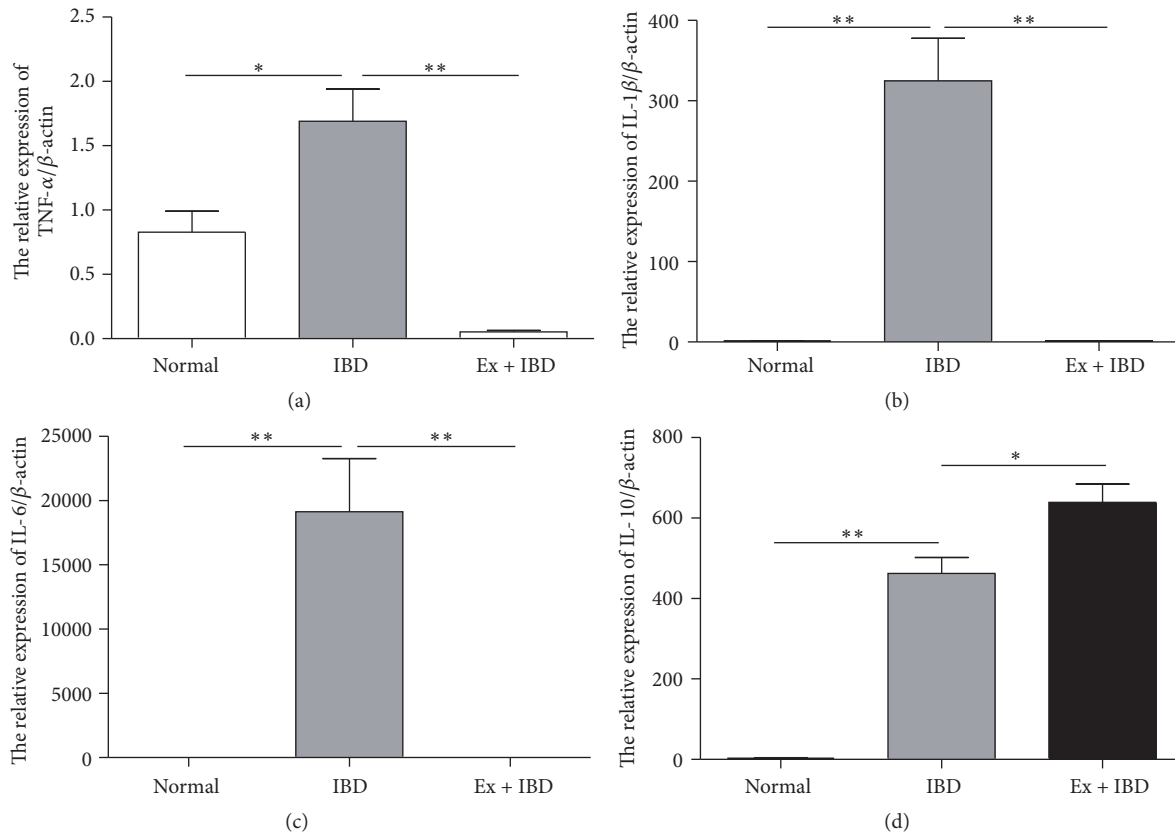 The relative expression of
TNF-α/β-actin
2.5
2.0
1.5
1.0
0.5
0.0
*
**
Normal
IBD
Ex + IBD
(a)
The relative expression of IL-1β/β-actin
400
300
200
100
0
**
**
Normal
IBD
Ex + IBD
(b)
The relative expression of IL-6/β-actin
25000
20000
15000
10000
5000
0
**
**
Normal
IBD
Ex + IBD
(c)
The relative expression of IL-10/β-actin
800
600
400
200
0
**
*
Normal
IBD
Ex + IBD
(d)